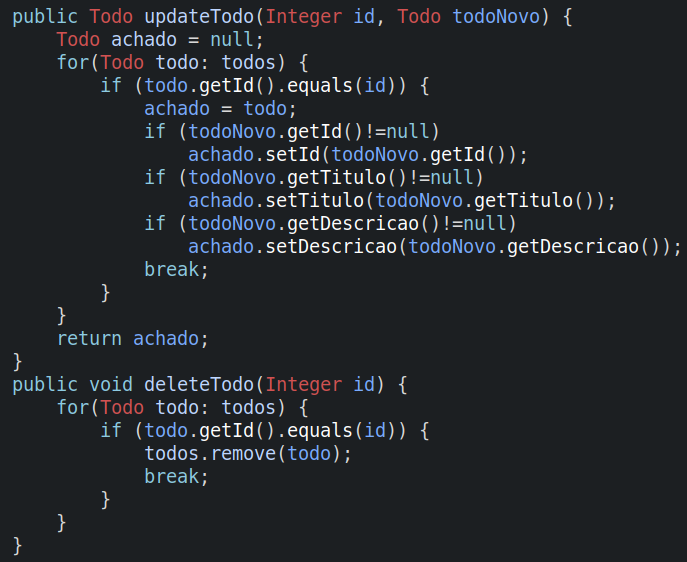 public Todo updateTodo(Integer id, Todo todoNovo) {
    Todo achado = null;
    for(Todo todo: todos) {
        if (todo.getId().equals(id)) {
            achado = todo;
            if (todoNovo.getId()!=null)
                achado.setId(todoNovo.getId());
            if (todoNovo.getTitulo()!=null)
                achado.setTitulo(todoNovo.getTitulo());
            if (todoNovo.getDescricao()!=null)
                achado.setDescricao(todoNovo.getDescricao());
            break;
        }
    }
    return achado;
}
public void deleteTodo(Integer id) {
    for(Todo todo: todos) {
        if (todo.getId().equals(id)) {
            todos.remove(todo);
            break;
        }
    }
}